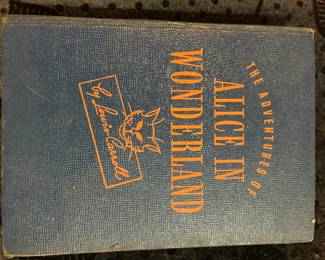 THE ADVENTURES OF
ALICE IN
WONDERLAND
by Lewis Carroll